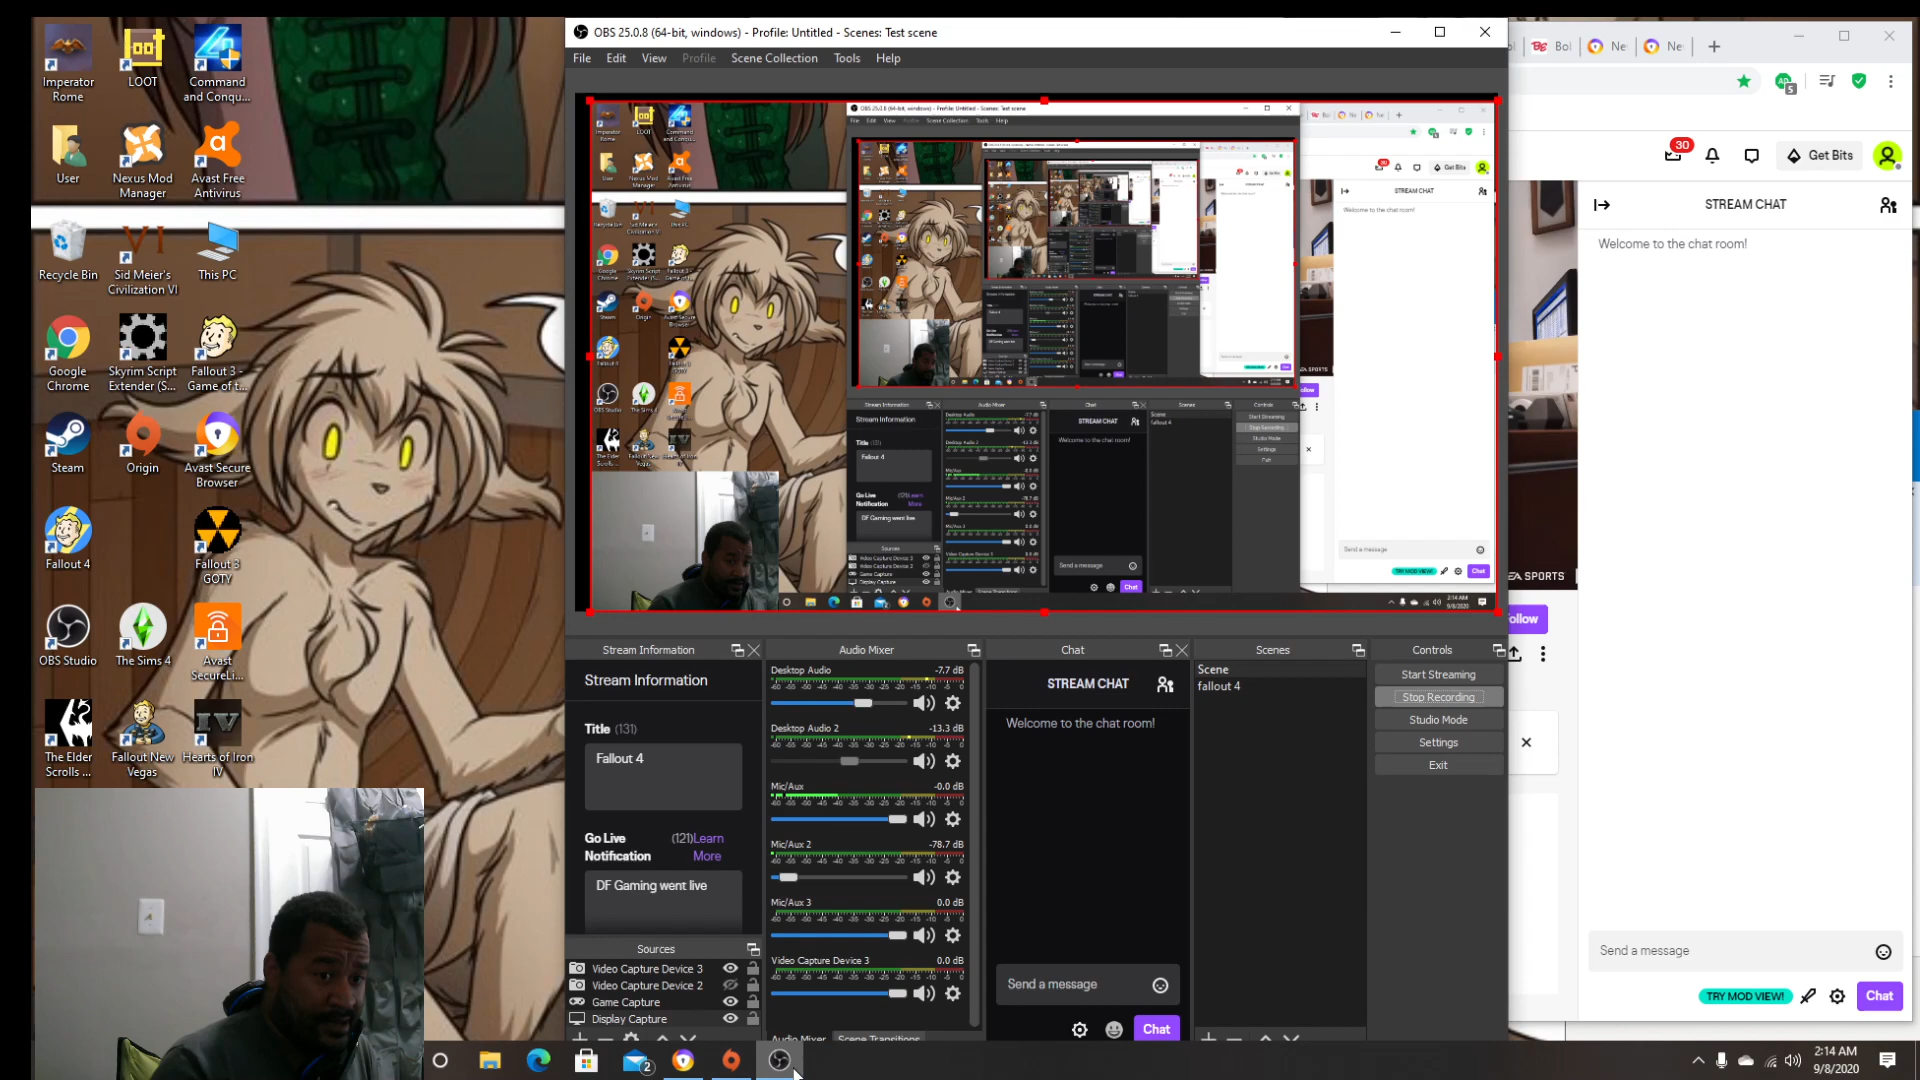 OBS 25.0.8 (64-bit, windows) - Profile: Untitled - Scenes: Test scene
File Edit View Profile Scene Collection Tools Help
Imperator Rome
LOOT
Command and Conqu...
User
Nexus Mod Manager
Avast Free Antivirus
Recycle Bin
Sid Meier's Civilization VI
This PC
Google Chrome
Skyrim Script Extender (S...
Fallout 3 - Game of t...
Steam
Origin
Avast Secure Browser
Fallout 4
Fallout 3 GOTY
OBS Studio
The Sims 4
Avast SecureLi...
The Elder Scrolls ...
Fallout New Vegas
Hearts of Iron IV
Stream Information
Stream Information
Title (131)
Fallout 4
Go Live Notification
(121)Learn More
DF Gaming went live
Sources
Video Capture Device 3
Video Capture Device 2
Game Capture
Display Capture
Audio Mixer
Desktop Audio -7.7 dB
Desktop Audio 2 -13.3 dB
Mic/Aux -0.0 dB
Mic/Aux 2 -78.7 dB
Mic/Aux 3 0.0 dB
Video Capture Device 3 0.0 dB
Audio Mixer Scene Transitions
Chat
STREAM CHAT
Welcome to the chat room!
Send a message
Chat
Scenes
Scene
fallout 4
Controls
Start Streaming
Stop Recording
Studio Mode
Settings
Exit
Bol
Ne
Ne
5
30
Get Bits
STREAM CHAT
Welcome to the chat room!
EA SPORTS
ollow
Send a message
TRY MOD VIEW!
Chat
2
2:14 AM
9/8/2020